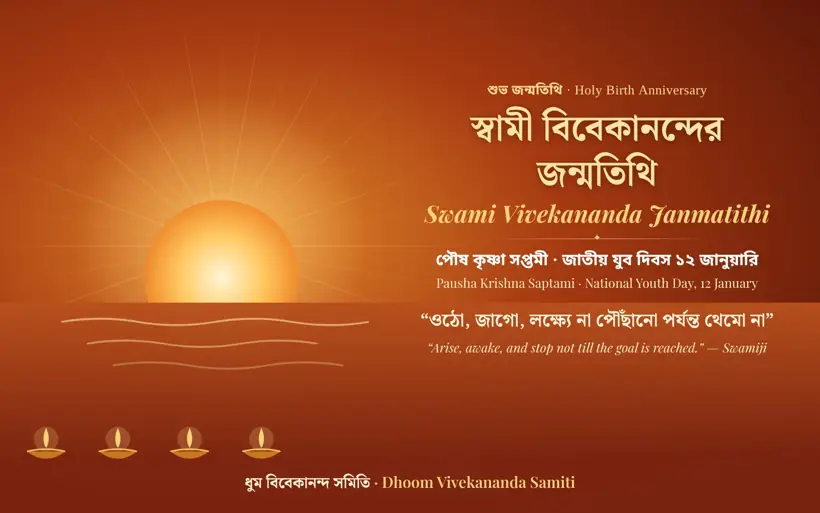 শুভ জন্মতিথি · Holy Birth Anniversary
স্বামী বিবেকানন্দের
জন্মতিথি
Swami Vivekananda Janmatithi
পৌষ কৃষ্ণা সপ্তমী · জাতীয় যুব দিবস ১২ জানুয়ারি
Pausha Krishna Saptami · National Youth Day, 12 January
“ওঠো, জাগো, লক্ষ্যে না পৌঁছানো পর্যন্ত থেমো না”
“Arise, awake, and stop not till the goal is reached.” — Swamiji
ধুম বিবেকানন্দ সমিতি · Dhoom Vivekananda Samiti